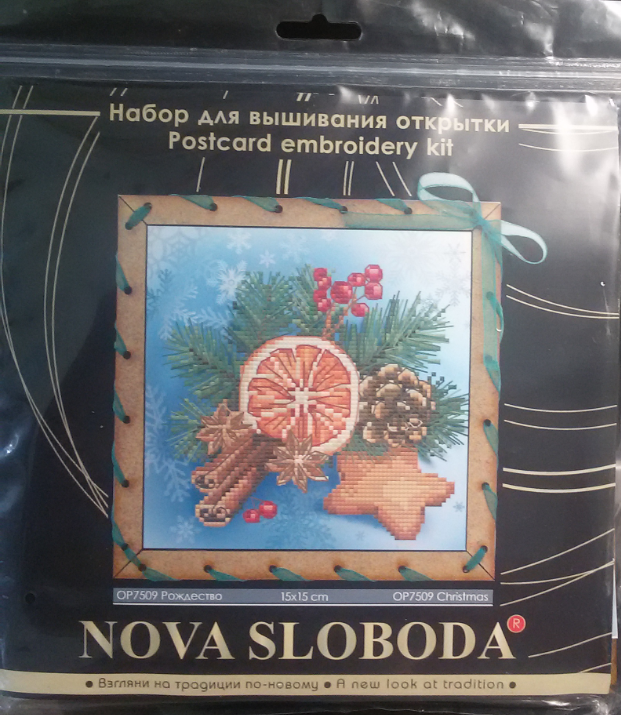 Набор для вышивания открытки
Postcard embroidery kit
ОР7509 Рождество 15x15 cm OP7509 Christmas
NOVA SLOBODA®
• Взгляни на традиции по-новому • A new look at tradition •